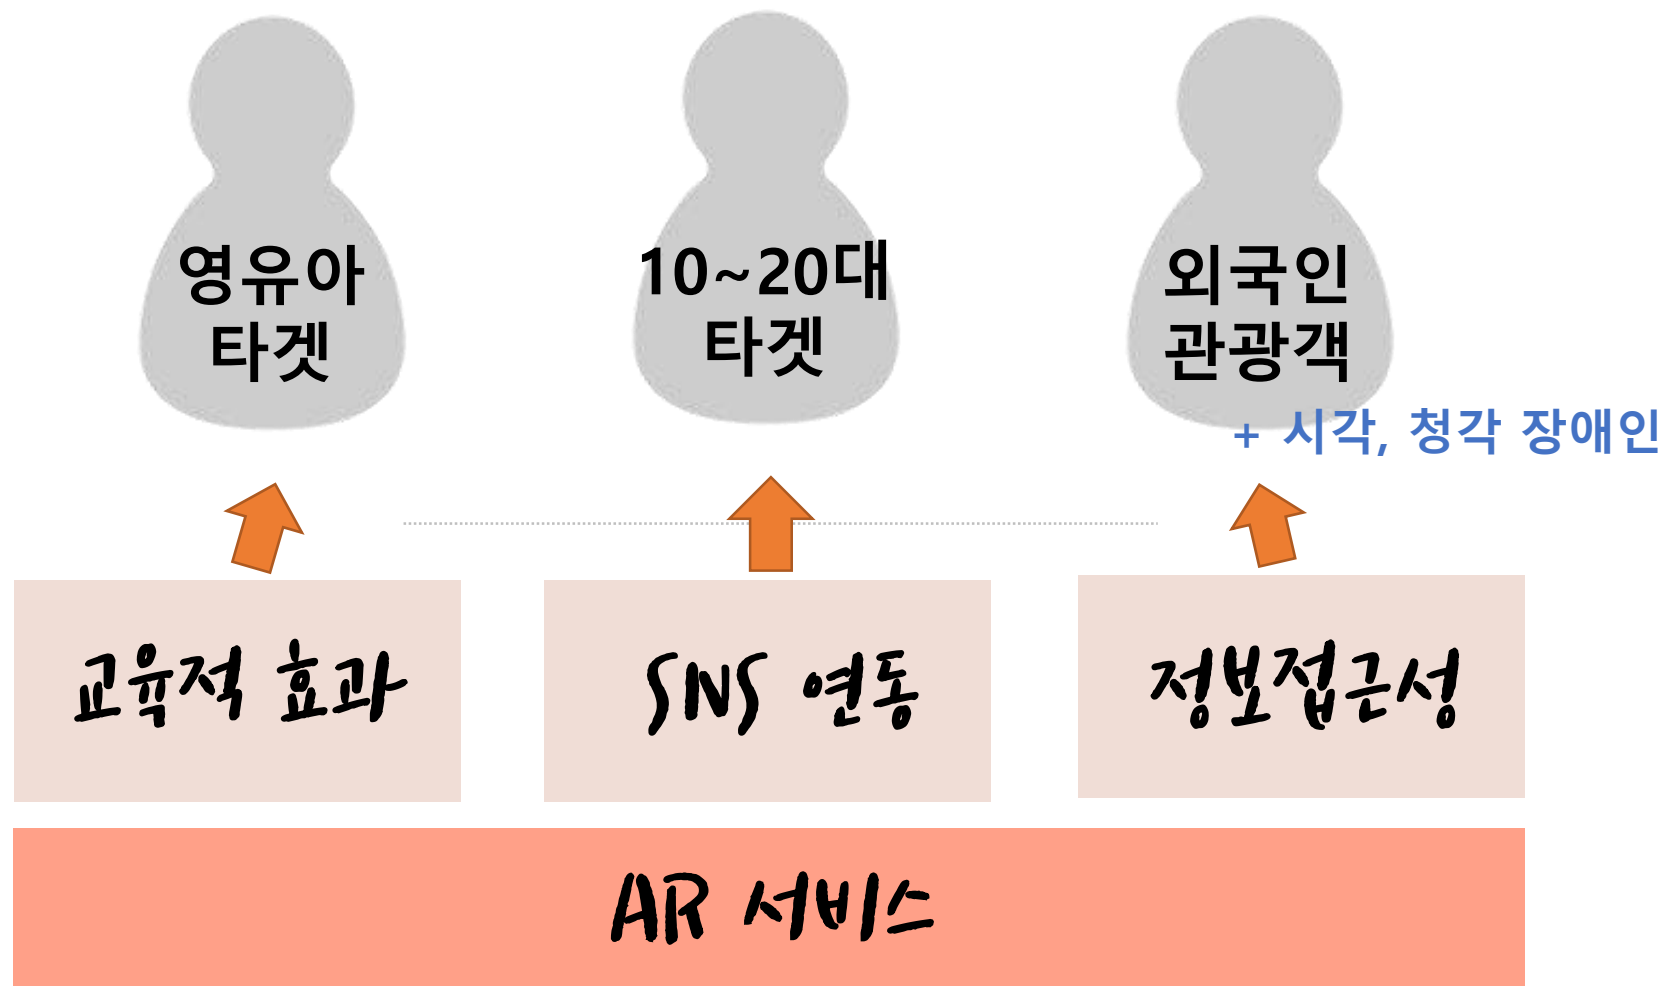 영유아
타겟
10~20대
타겟
외국인
관광객
+ 시각, 청각 장애인
교육적 효과
SNS 연동
정보접근성
AR 서비스